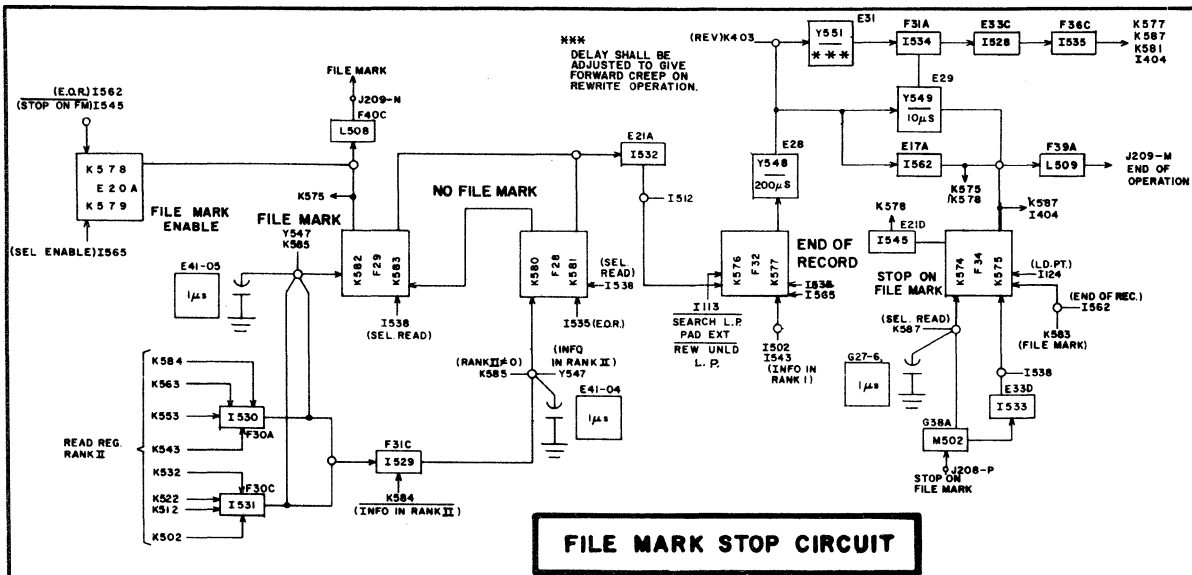 ***
DELAY SHALL BE
ADJUSTED TO GIVE
FORWARD CREEP ON
REWRITE OPERATION.
(E.O.R.) I562
(STOP ON FM) I545
K578
E20A
K579
FILE MARK
ENABLE
(SEL ENABLE) I565
FILE MARK
J209-N
F40C
L508
K575
FILE MARK
Y547
K585
K582
F29
K583
I538
(SEL. READ)
E41-05
1μs
NO FILE MARK
K580
F28
K581
(SEL.
READ)
I538
I535 (E.O.R.)
(RANK II≠0)
K585
(INFO
IN RANK II)
Y547
E41-04
1μs
READ REG.
RANK II
K584
K563
K553
K543
I530
F30A
K532
K522
K512
K502
F30C
I531
F31C
I529
K584
(INFO IN RANK II)
E21A
I532
I512
(REV) K403
E28
Y548
200μS
K576
F32
K577
END OF
RECORD
I538
I565
I113
SEARCH L.P.
PAD EXT
REW UNLD
L. P.
I502
I543
(INFO IN
RANK I)
E31
Y551
***
F31A
I534
E33C
I528
F36C
I535
K577
K587
K581
I404
E29
Y549
10μS
E17A
I562
K575
K578
F39A
L509
J209-M
END OF
OPERATION
K587
I404
K578
E21D
I545
STOP ON
FILE MARK
K574
F34
K575
(LD.PT.)
I124
(END OF REC.)
I562
K583
(FILE MARK)
(SEL. READ)
K587
G27-6,
1μs
I538
E33D
I533
G38A
M502
J208-P
STOP ON
FILE MARK
FILE MARK STOP CIRCUIT